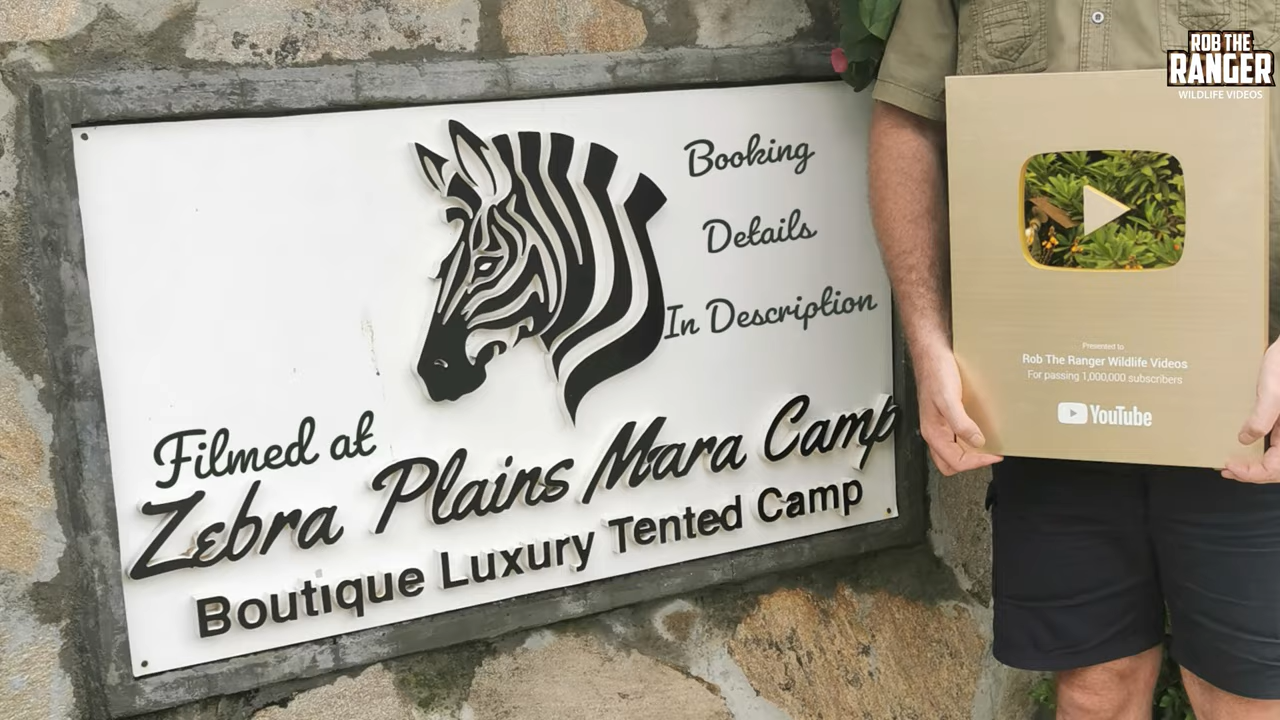 Booking
Details
In Description
Filmed at
Zebra Plains Mara Camp
Boutique Luxury Tented Camp
ROB THE
RANGER
WILDLIFE VIDEOS
Presented to
Rob The Ranger Wildlife Videos
For passing 1,000,000 subscribers
YouTube